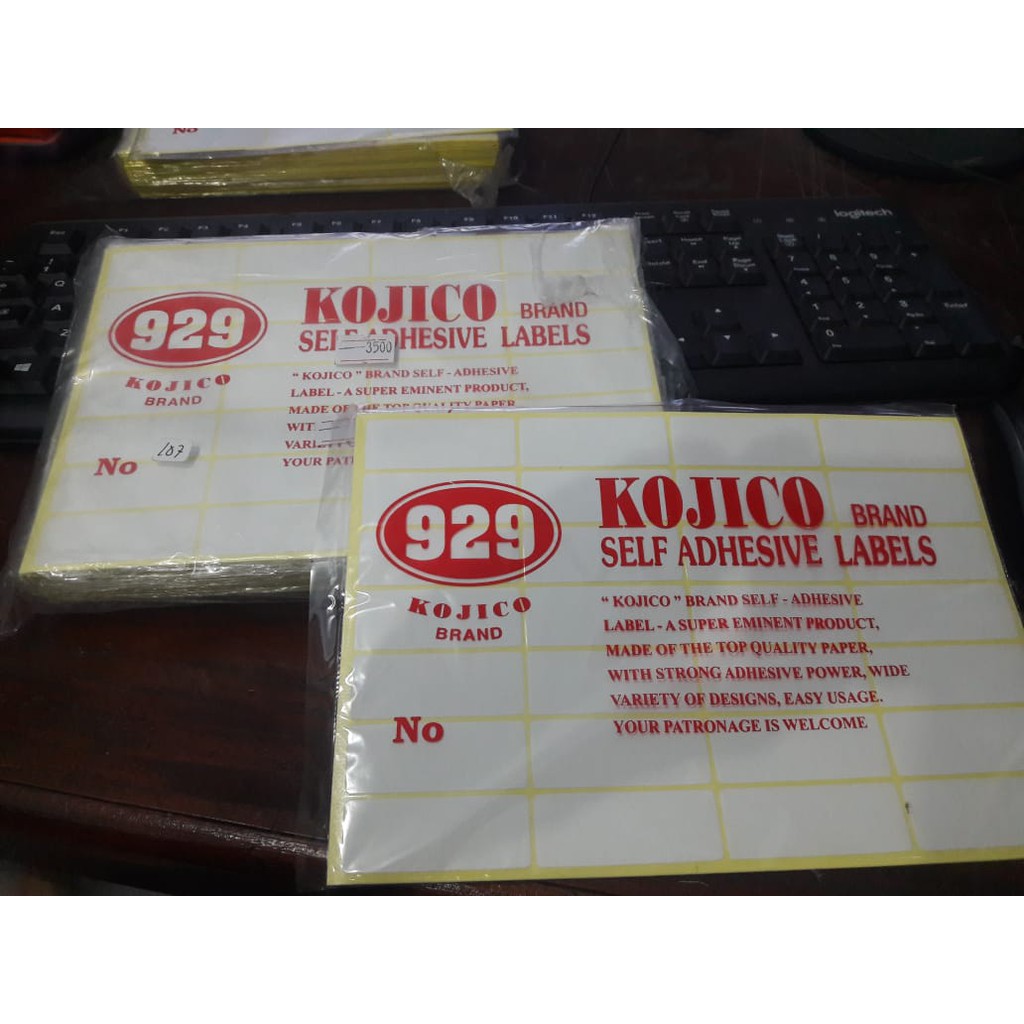 No
logitech
929
KOJICO
BRAND
KOJICO BRAND
SELF ADHESIVE LABELS
3500
" KOJICO " BRAND SELF - ADHESIVE
LABEL - A SUPER EMINENT PRODUCT,
MADE OF THE TOP QUALITY PAPER
WIT
YOUR PATR
No
107
929
KOJICO
BRAND
KOJICO BRAND
SELF ADHESIVE LABELS
" KOJICO " BRAND SELF - ADHESIVE
LABEL - A SUPER EMINENT PRODUCT,
MADE OF THE TOP QUALITY PAPER,
WITH STRONG ADHESIVE POWER, WIDE
VARIETY OF DESIGNS, EASY USAGE.
YOUR PATRONAGE IS WELCOME
No